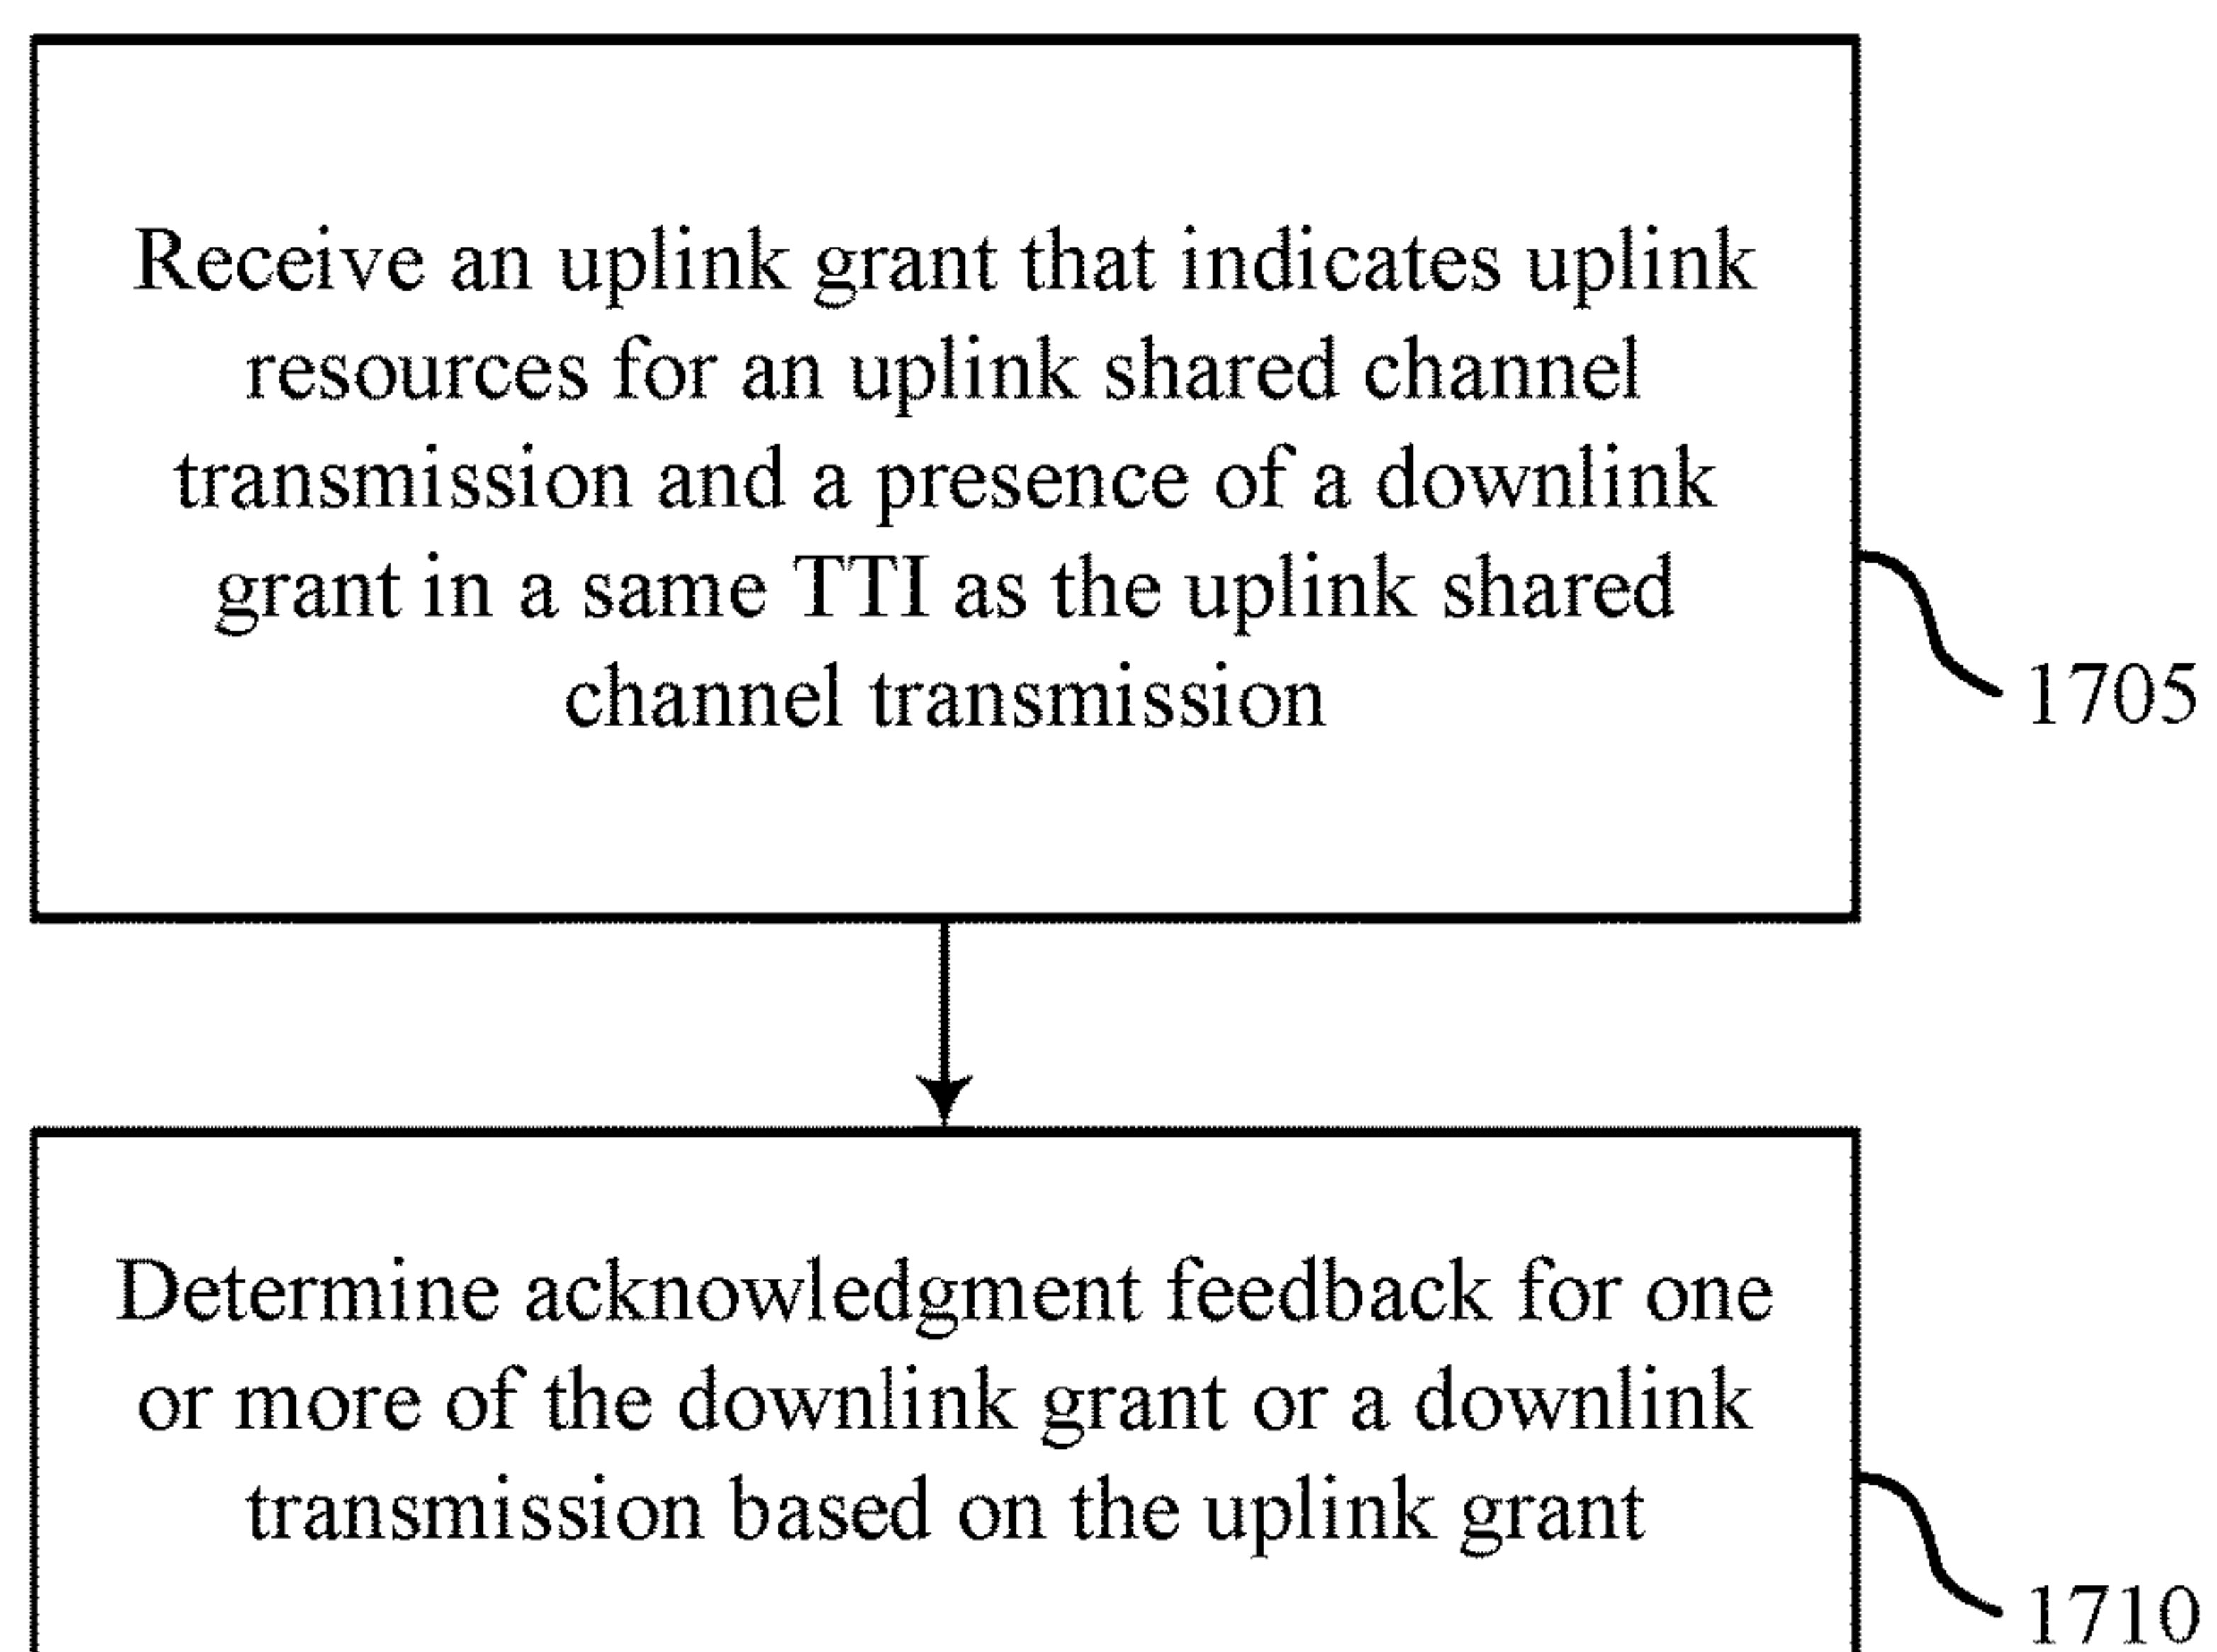 Receive an uplink grant that indicates uplink
resources for an uplink shared channel
transmission and a presence of a downlink
grant in a same TTI as the uplink shared
channel transmission
1705
Determine acknowledgment feedback for one
or more of the downlink grant or a downlink
transmission based on the uplink grant
1710